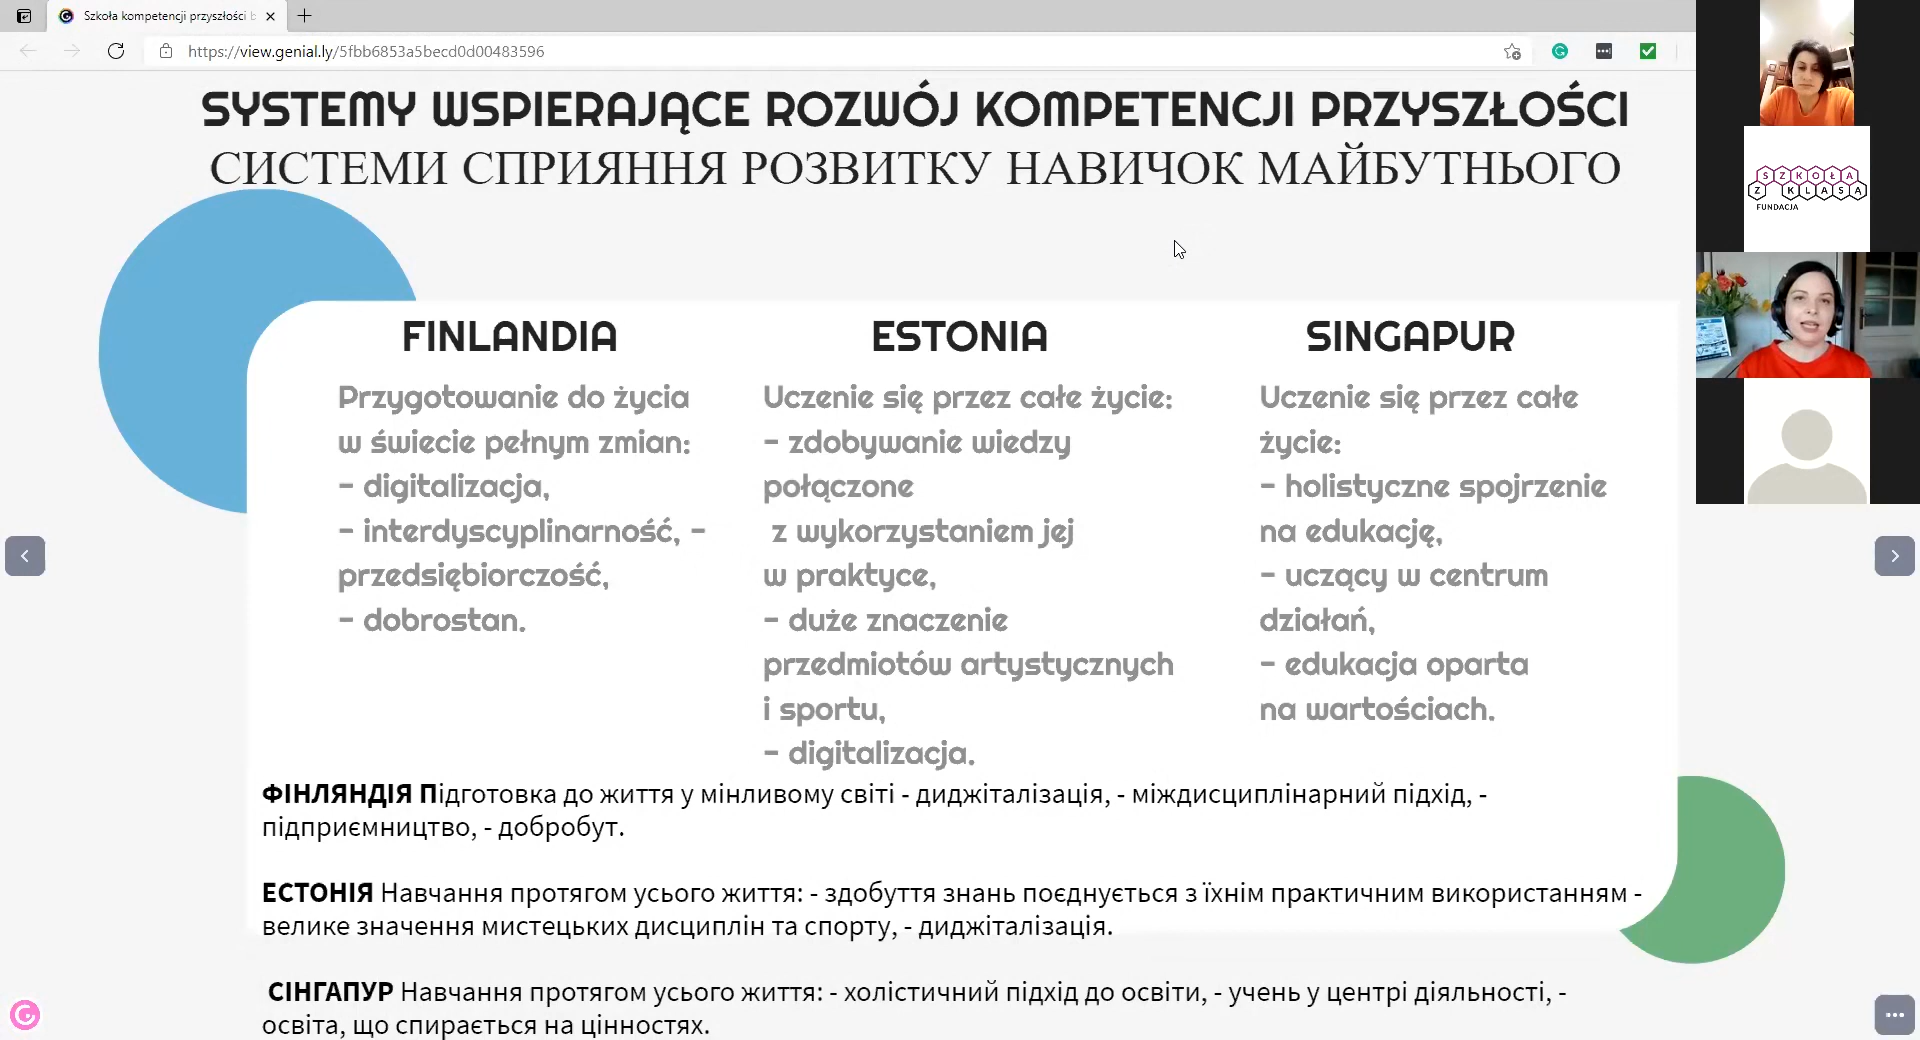 Szkoła kompetencji przyszłości b
https://view.genial.ly/5fbb6853a5becd0d00483596
SYSTEMY WSPIERAJĄCE ROZWÓJ KOMPETENCJI PRZYSZŁOŚCI
СИСТЕМИ СПРИЯННЯ РОЗВИТКУ НАВИЧОК МАЙБУТНЬОГО
SZKOŁA
Z KLASĄ
FUNDACJA
FINLANDIA
Przygotowanie do życia
w świecie pełnym zmian:
- digitalizacja,
- interdyscyplinarność, -
przedsiębiorczość,
- dobrostan.
ESTONIA
Uczenie się przez całe życie:
- zdobywanie wiedzy
połączone
z wykorzystaniem jej
w praktyce,
- duże znaczenie
przedmiotów artystycznych
i sportu,
- digitalizacja.
SINGAPUR
Uczenie się przez całe
życie:
- holistyczne spojrzenie
na edukację,
- uczący w centrum
działań,
- edukacja oparta
na wartościach.
ФІНЛЯНДІЯ Підготовка до життя у мінливому світі - диджіталізація, - міждисциплінарний підхід, -
підприємництво, - добробут.
ЕСТОНІЯ Навчання протягом усього життя: - здобуття знань поєднується з їхнім практичним використанням -
велике значення мистецьких дисциплін та спорту, - диджіталізація.
СІНГАПУР Навчання протягом усього життя: - холістичний підхід до освіти, - учень у центрі діяльності, -
освіта, що спирається на цінностях.